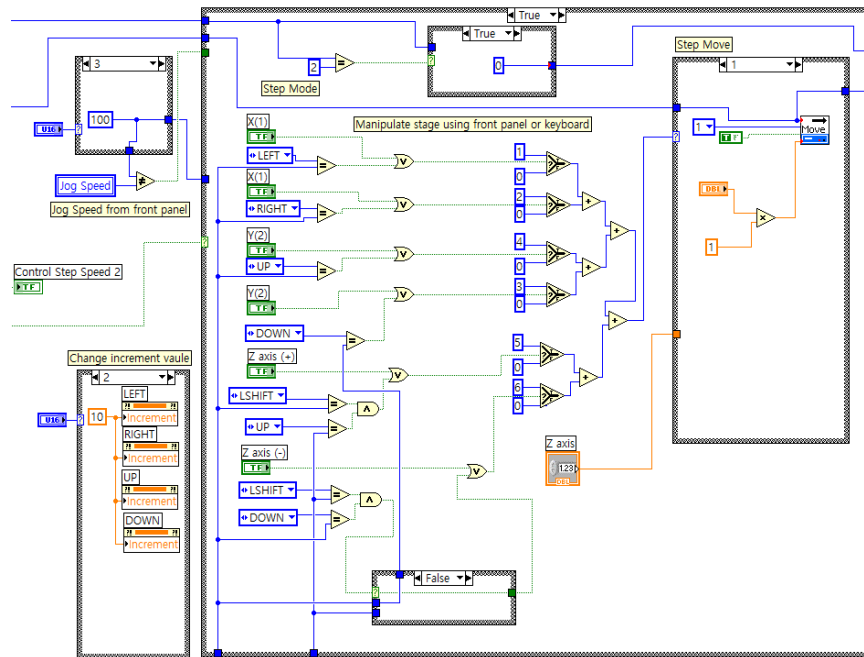 True
True
2
=
0
Step Mode
Step Move
1
3
100
U16
Jog Speed
Jog Speed from front panel
X(1)
TF
Manipulate stage using front panel or keyboard
LEFT
=
V
1
0
X(1)
TF
RIGHT
=
V
2
0
Y(2)
TF
UP
=
V
4
0
Y(2)
TF
V
3
0
DOWN
=
1
Move
TF
DBL
1
Control Step Speed 2
TF
Change increment vaule
2
U16
10
LEFT
Increment
RIGHT
Increment
UP
Increment
DOWN
Increment
Z axis (+)
TF
V
5
0
LSHIFT
=
UP
=
6
0
Z axis (-)
TF
V
LSHIFT
=
DOWN
=
False
Z axis
1.23
DBL